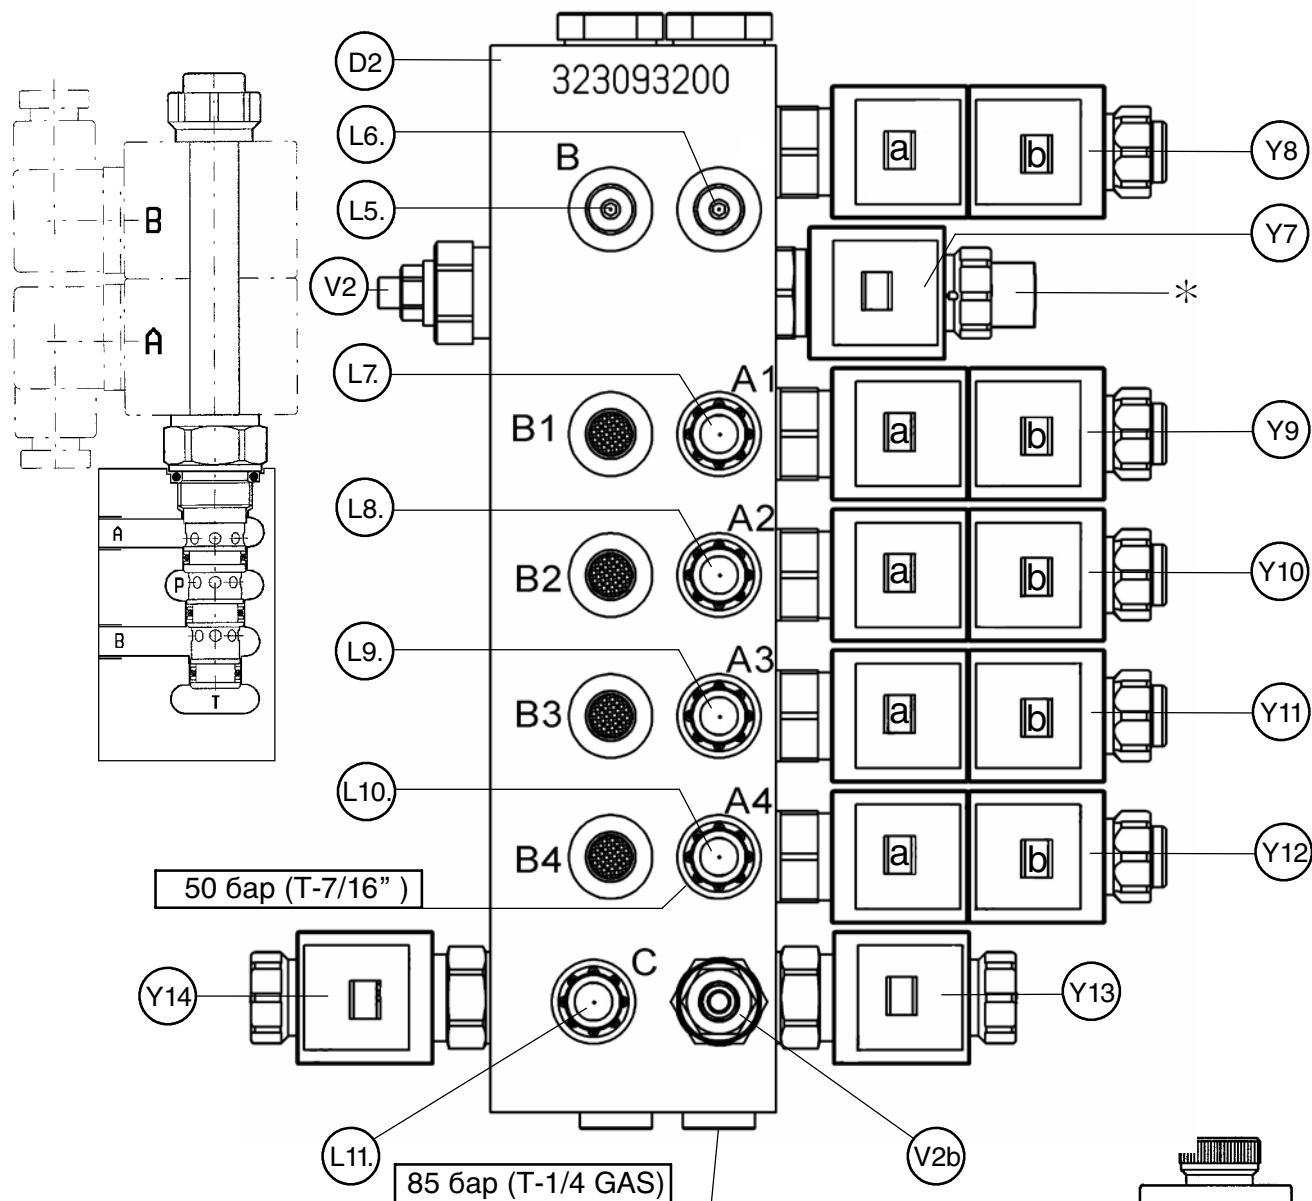 D2
323093200
L6.
B
a
b
Y8
L5.
Y7
B
V2
*
A
L7.
A1
B1
a
b
Y9
L8.
A2
A
B2
a
b
Y10
P
B
L9.
A3
T
B3
a
b
Y11
L10.
A4
B4
a
b
Y12
50 бар (T-7/16” )
C
Y14
Y13
L11.
V2b
85 бар (T-1/4 GAS)